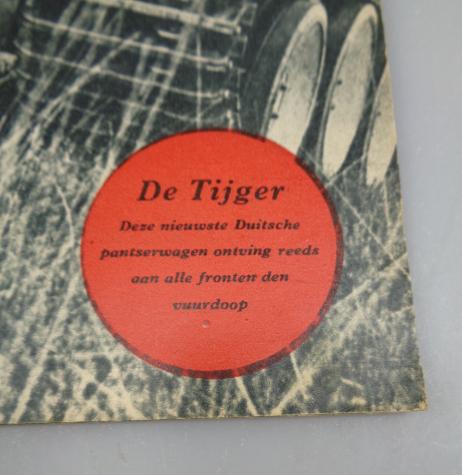 De Tijger
Deze nieuwste Duitsche
pantserwagen ontving reeds
aan alle fronten den
vuurdoop